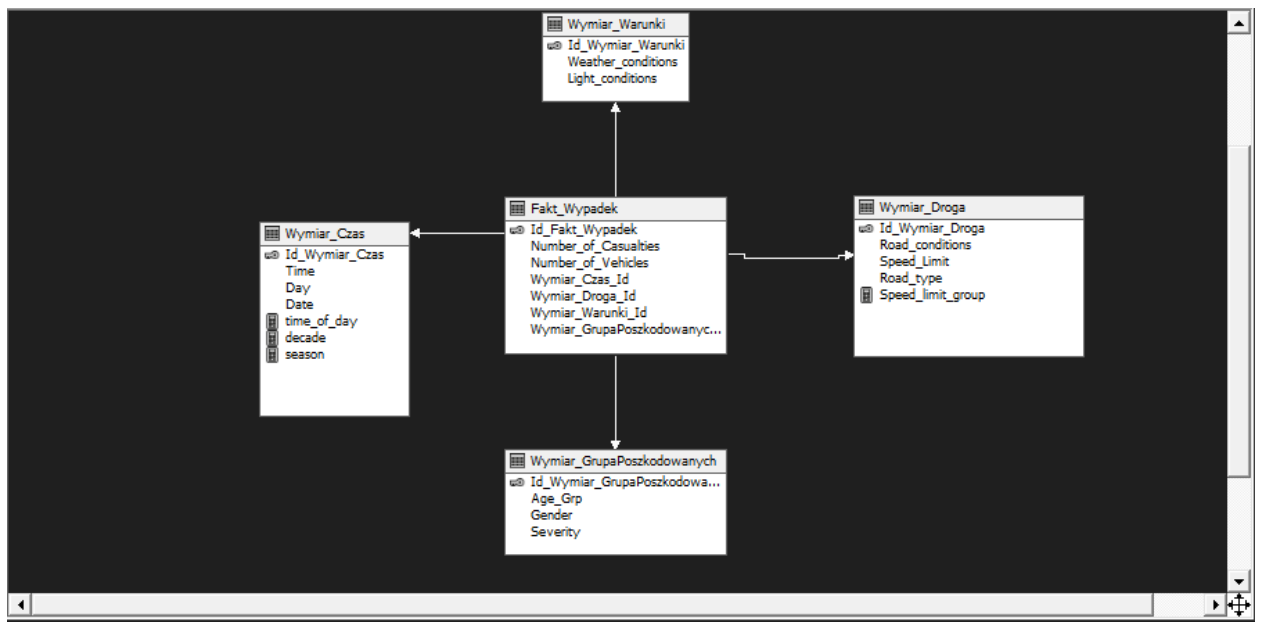 Wymiar_Warunki
Id_Wymiar_Warunki
Weather_conditions
Light_conditions
Wymiar_Czas
Id_Wymiar_Czas
Time
Day
Date
time_of_day
decade
season
Fakt_Wypadek
Id_Fakt_Wypadek
Number_of_Casualties
Number_of_Vehicles
Wymiar_Czas_Id
Wymiar_Droga_Id
Wymiar_Warunki_Id
Wymiar_GrupaPoszkodowanyc...
Wymiar_Droga
Id_Wymiar_Droga
Road_conditions
Speed_Limit
Road_type
Speed_limit_group
Wymiar_GrupaPoszkodowanych
Id_Wymiar_GrupaPoszkodowa...
Age_Grp
Gender
Severity